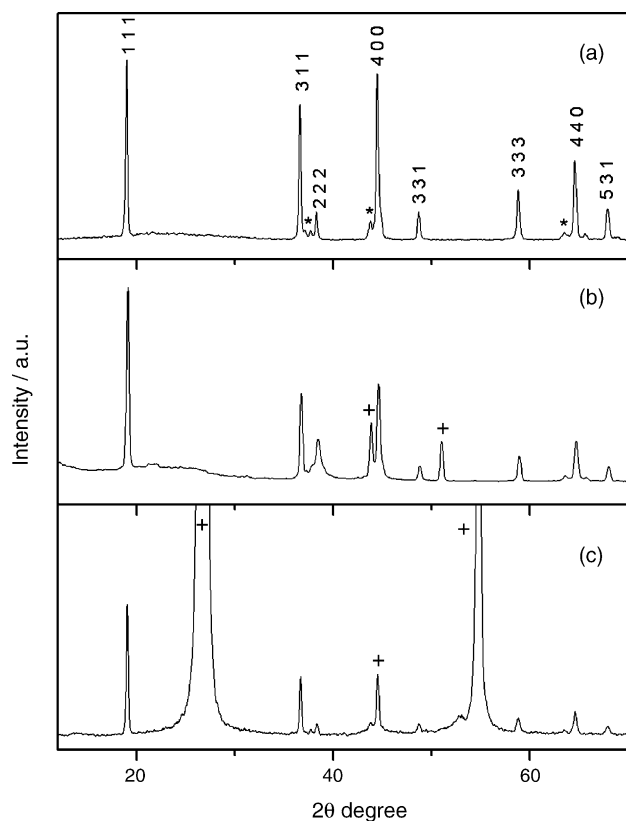 (a)
1 1 1
3 1 1
*
2 2 2
*
4 0 0
3 3 1
3 3 3
*
4 4 0
5 3 1
(b)
+
+
(c)
+
+
+
Intensity / a.u.
20
40
60
2θ degree